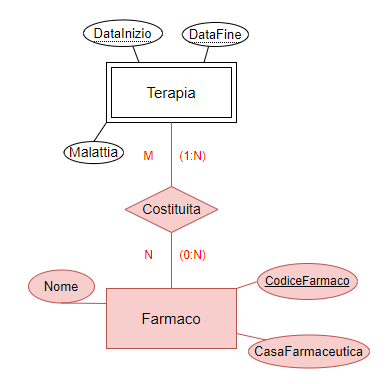 DataInizio
DataFine
Terapia
Malattia
M (1:N)
Costituita
N (0:N)
Nome
CodiceFarmaco
Farmaco
CasaFarmaceutica